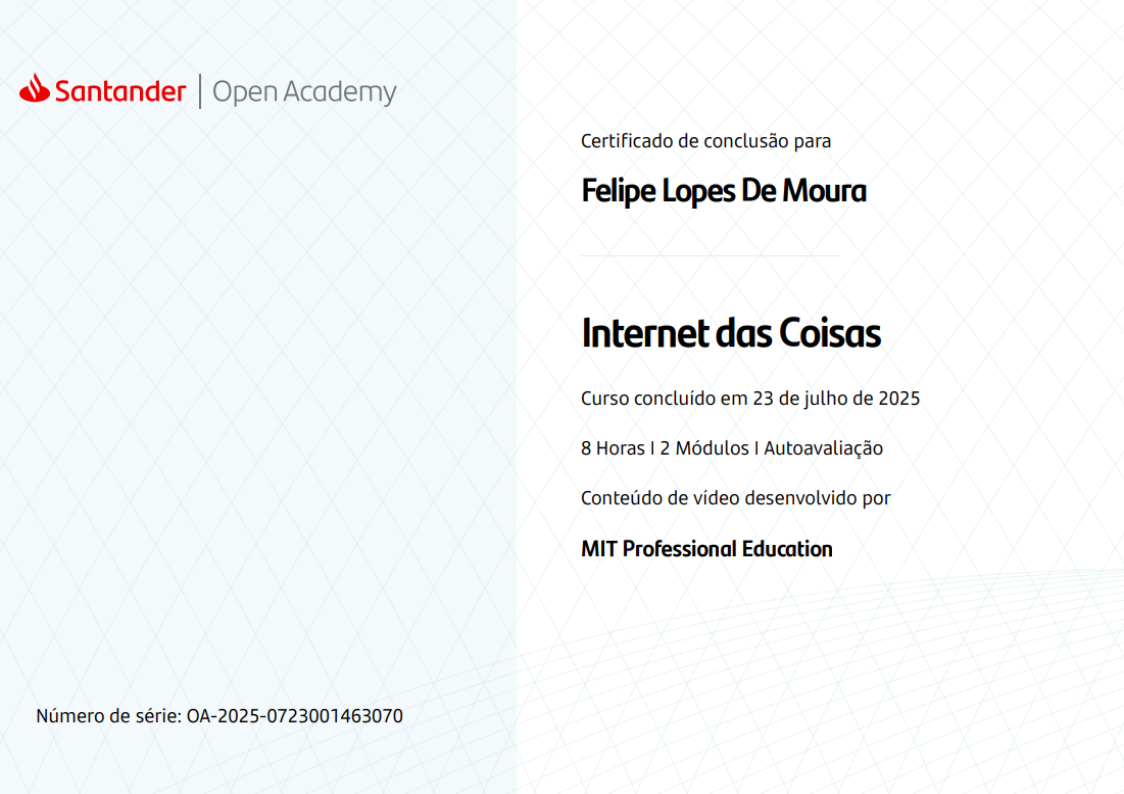 Santander | Open Academy
Certificado de conclusão para
Felipe Lopes De Moura
Internet das Coisas
Curso concluído em 23 de julho de 2025
8 Horas I 2 Módulos I Autoavaliação
Conteúdo de vídeo desenvolvido por
MIT Professional Education
Número de série: OA-2025-0723001463070